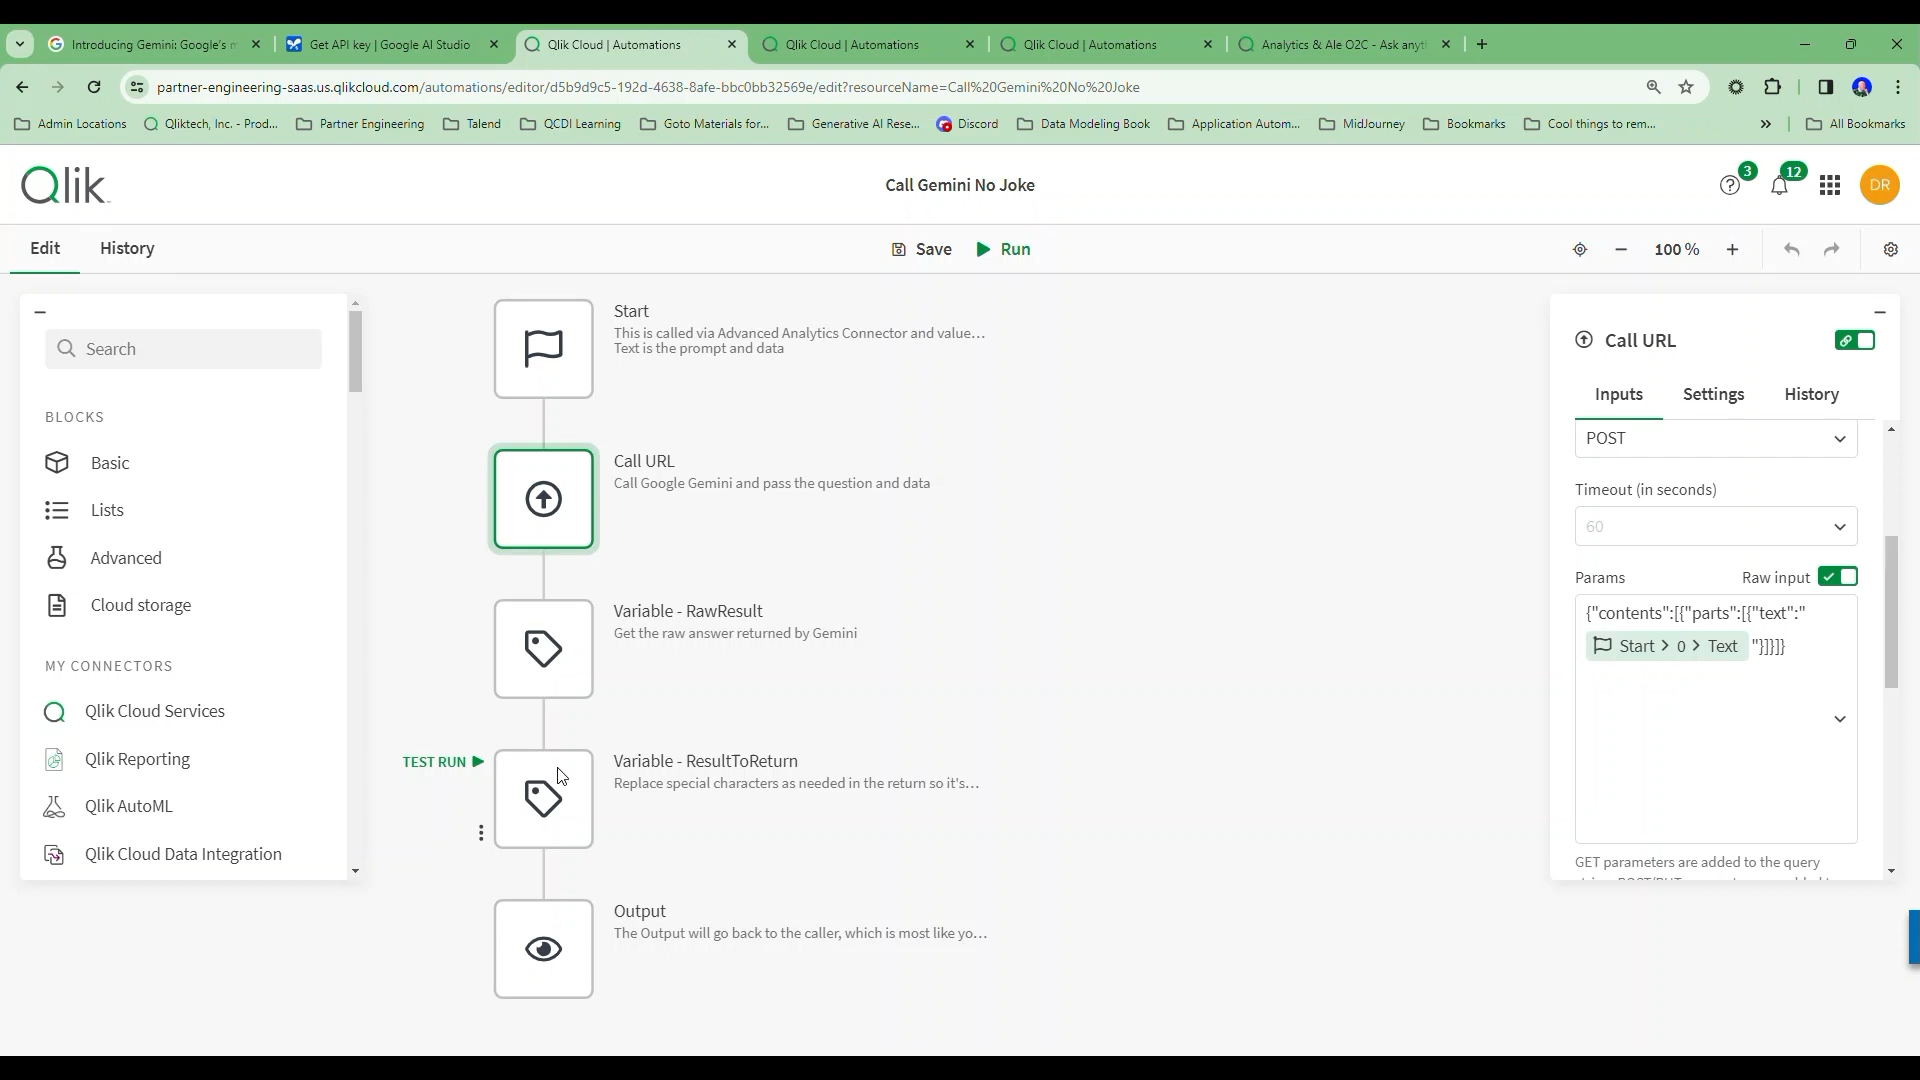 Introducing Gemini: Google's
Get API key | Google AI Studio
Qlik Cloud | Automations
Qlik Cloud | Automations
Qlik Cloud | Automations
Analytics & Ale O2C - Ask anyt
partner-engineering-saas.us.qlikcloud.com/automations/editor/d5b9d9c5-192d-4638-8afe-bbc0bb32569e/edit?resourceName=Call%20Gemini%20No%20Joke
Admin Locations
Qliktech, Inc. - Prod...
Partner Engineering
Talend
QCDI Learning
Goto Materials for...
Generative AI Rese...
Discord
Data Modeling Book
Application Autom...
MidJourney
Bookmarks
Cool things to rem...
»
All Bookmarks
Qlik
Call Gemini No Joke
3
12
DR
Edit
History
Save
Run
100 %
Search
BLOCKS
Basic
Lists
Advanced
Cloud storage
MY CONNECTORS
Qlik Cloud Services
Qlik Reporting
Qlik AutoML
Qlik Cloud Data Integration
Start
This is called via Advanced Analytics Connector and value...
Text is the prompt and data
Call URL
Call Google Gemini and pass the question and data
Variable - RawResult
Get the raw answer returned by Gemini
TEST RUN
Variable - ResultToReturn
Replace special characters as needed in the return so it's...
Output
The Output will go back to the caller, which is most like yo...
Call URL
Inputs
Settings
History
POST
Timeout (in seconds)
60
Params
Raw input
{"contents":[{"parts":[{"text":"
Start > 0 > Text "}]}]}
GET parameters are added to the query